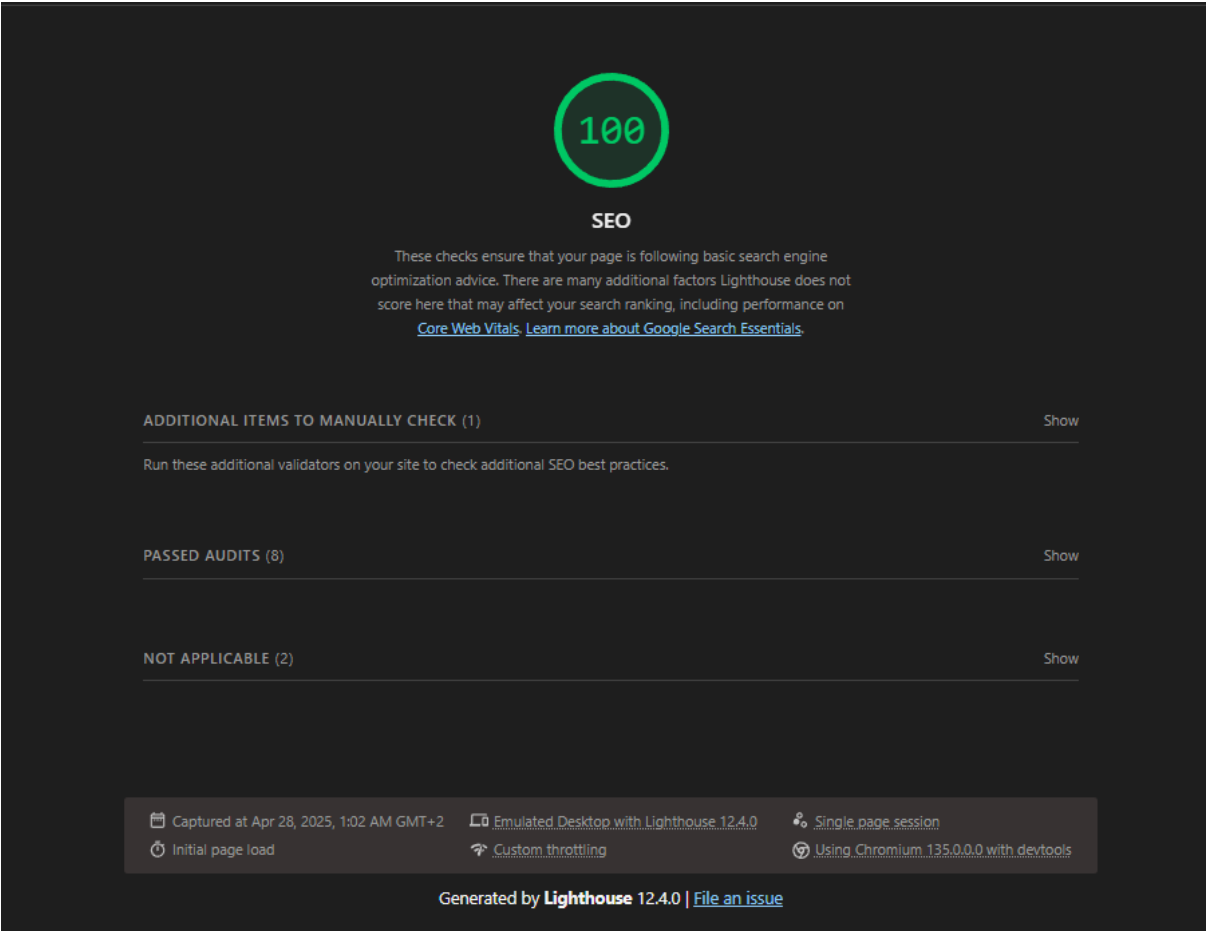 100
SEO
These checks ensure that your page is following basic search engine
optimization advice. There are many additional factors Lighthouse does not
score here that may affect your search ranking, including performance on
Core Web Vitals. Learn more about Google Search Essentials.
ADDITIONAL ITEMS TO MANUALLY CHECK (1) Show
Run these additional validators on your site to check additional SEO best practices.
PASSED AUDITS (8) Show
NOT APPLICABLE (2) Show
Captured at Apr 28, 2025, 1:02 AM GMT+2 Emulated Desktop with Lighthouse 12.4.0 Single page session
Initial page load Custom throttling Using Chromium 135.0.0.0 with devtools
Generated by Lighthouse 12.4.0 | File an issue